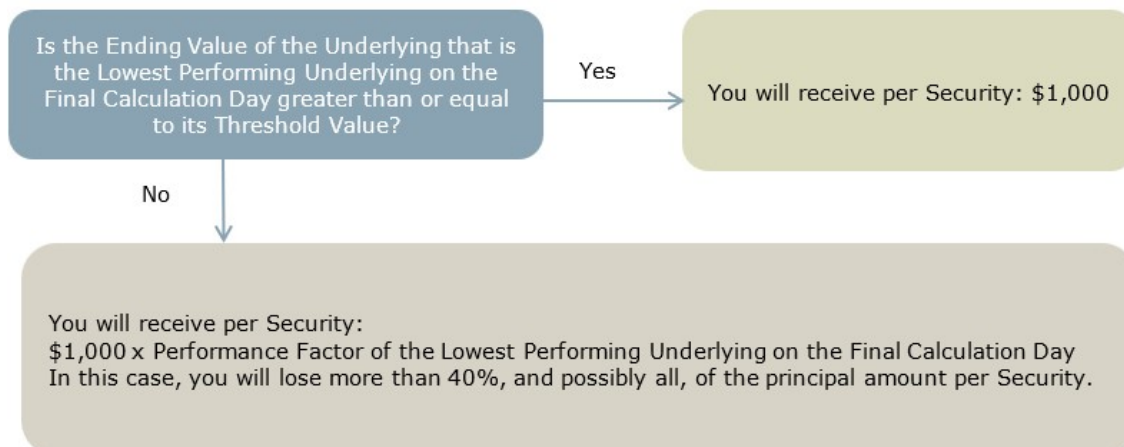 Is the Ending Value of the Underlying that is
the Lowest Performing Underlying on the
Final Calculation Day greater than or equal
to its Threshold Value?
Yes
You will receive per Security: $1,000
No
You will receive per Security:
$1,000 x Performance Factor of the Lowest Performing Underlying on the Final Calculation Day
In this case, you will lose more than 40%, and possibly all, of the principal amount per Security.